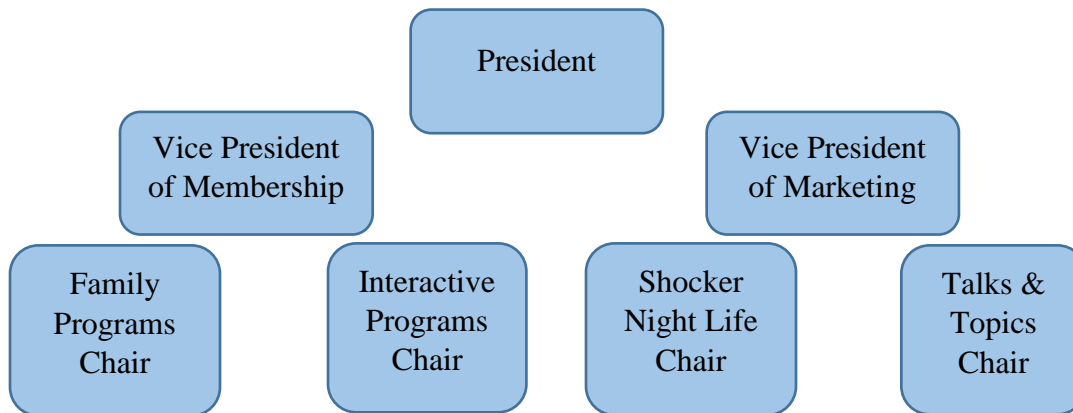 President
Vice President
of Membership
Vice President
of Marketing
Family
Programs
Chair
Interactive
Programs
Chair
Shocker
Night Life
Chair
Talks &
Topics
Chair